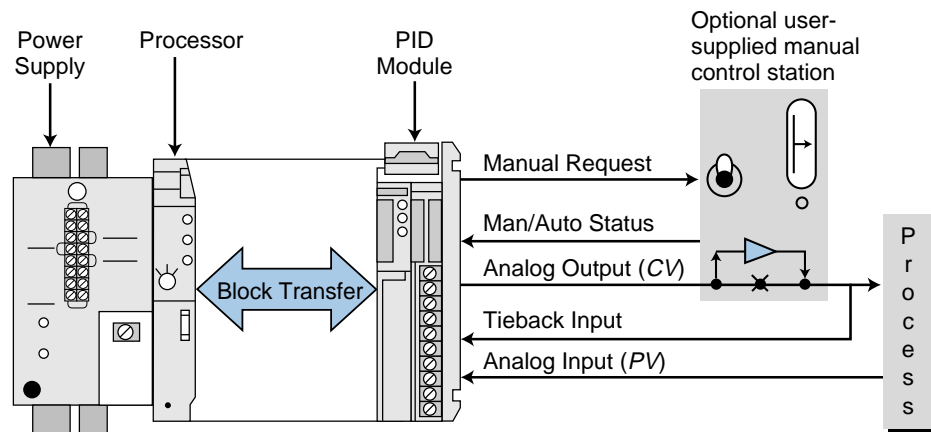 Power
Supply
Processor
PID
Module
Optional user-
supplied manual
control station
Manual Request
Man/Auto Status
Block Transfer
Analog Output (CV)
Tieback Input
Analog Input (PV)
Process